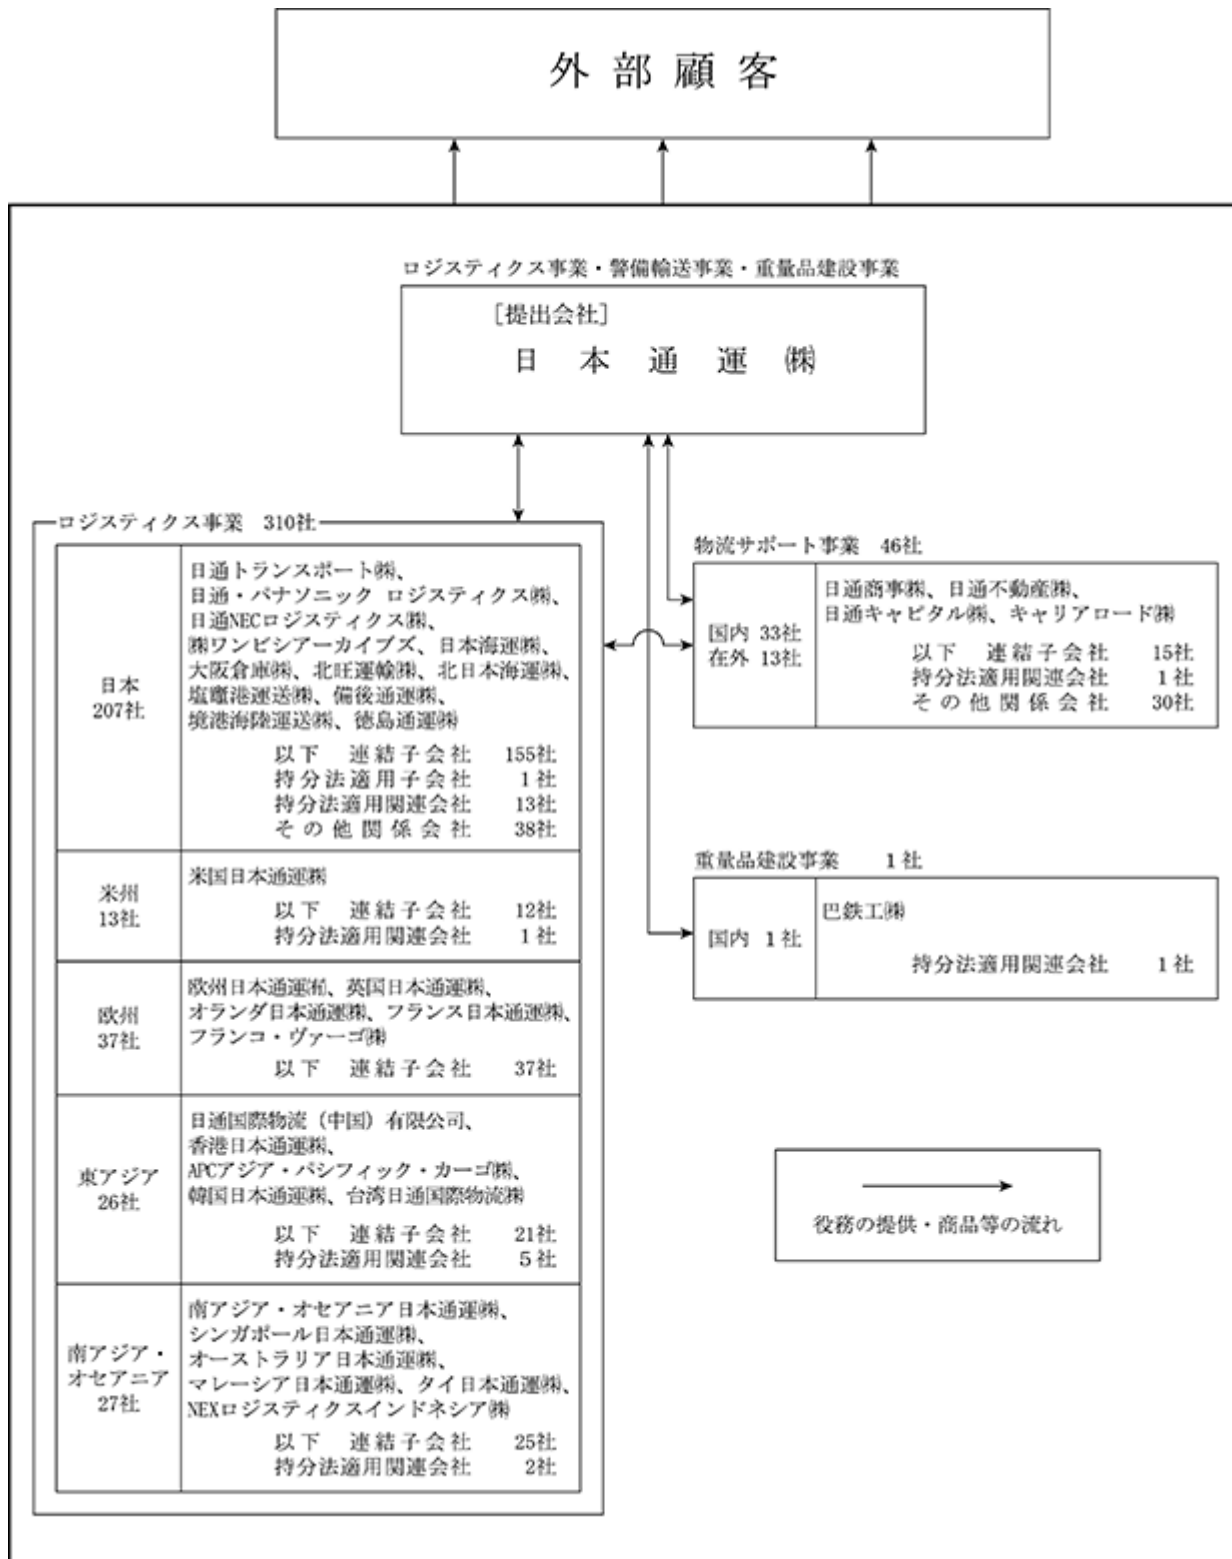 外部顧客
ロジスティクス事業・警備輸送事業・重量品建設事業
［提出会社］
日本通運㈱
ロジスティクス事業 310社
日本
207社
日通トランスポート㈱、
日通・パナソニック ロジスティクス㈱、
日通NECロジスティクス㈱、
㈱ワンビシアーカイブズ、日本海運㈱、
大阪倉庫㈱、北旺運輸㈱、北日本海運㈱、
塩竈港運送㈱、備後通運㈱、
境港海陸運送㈱、徳島通運㈱
以下 連結子会社 155社
持分法適用子会社 1社
持分法適用関連会社 13社
その他関係会社 38社
米州
13社
米国日本通運㈱
以下 連結子会社 12社
持分法適用関連会社 1社
欧州
37社
欧州日本通運㈲、英国日本通運㈱、
オランダ日本通運㈱、フランス日本通運㈱、
フランコ・ヴァーゴ㈱
以下 連結子会社 37社
東アジア
26社
日通国際物流（中国）有限公司、
香港日本通運㈱、
APCアジア・パシフィック・カーゴ㈱、
韓国日本通運㈱、台湾日通国際物流㈱
以下 連結子会社 21社
持分法適用関連会社 5社
南アジア・
オセアニア
27社
南アジア・オセアニア日本通運㈱、
シンガポール日本通運㈱、
オーストラリア日本通運㈱、
マレーシア日本通運㈱、タイ日本通運㈱、
NEXロジスティクスインドネシア㈱
以下 連結子会社 25社
持分法適用関連会社 2社
物流サポート事業 46社
国内 33社
在外 13社
日通商事㈱、日通不動産㈱、
日通キャピタル㈱、キャリアロード㈱
以下 連結子会社 15社
持分法適用関連会社 1社
その他関係会社 30社
重量品建設事業 1社
国内 1社
巴鉄工㈱
持分法適用関連会社 1社
役務の提供・商品等の流れ